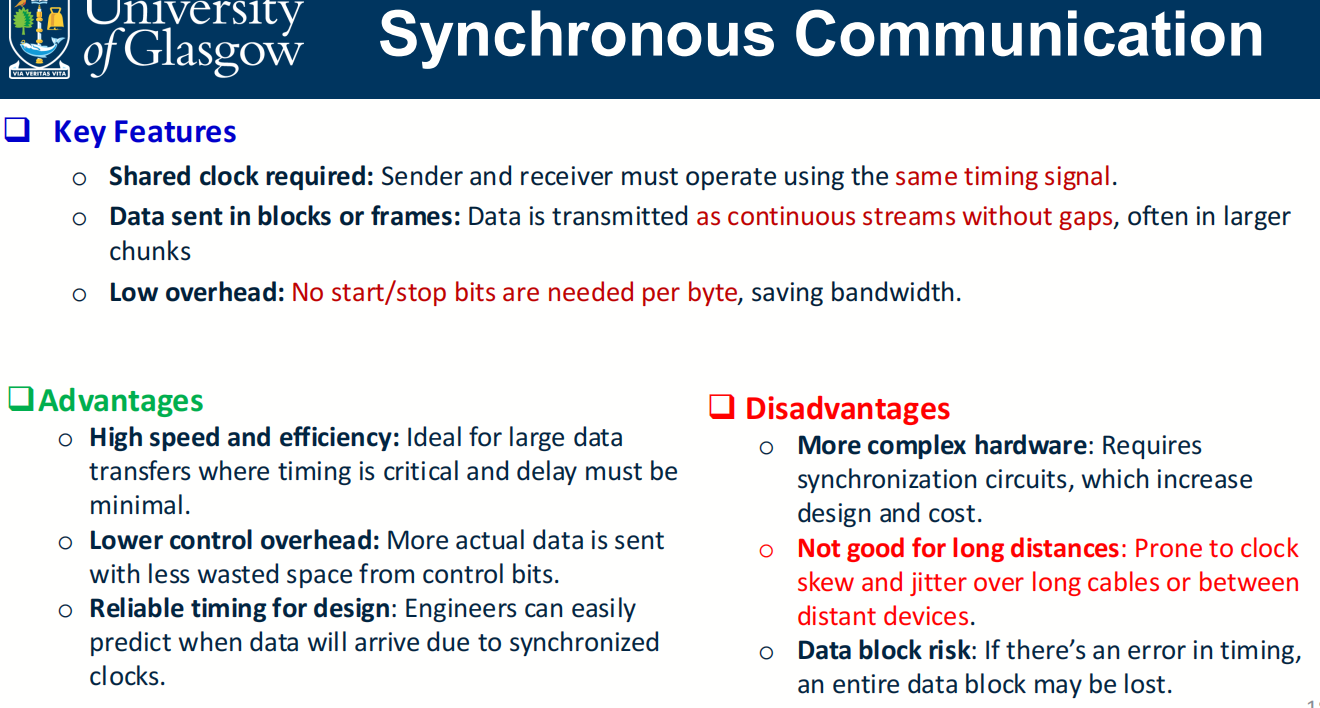 University
of Glasgow
VIA VERITAS VITA
Synchronous Communication
Key Features
o Shared clock required: Sender and receiver must operate using the same timing signal.
o Data sent in blocks or frames: Data is transmitted as continuous streams without gaps, often in larger
chunks
o Low overhead: No start/stop bits are needed per byte, saving bandwidth.
Advantages
o High speed and efficiency: Ideal for large data
transfers where timing is critical and delay must be
minimal.
o Lower control overhead: More actual data is sent
with less wasted space from control bits.
o Reliable timing for design: Engineers can easily
predict when data will arrive due to synchronized
clocks.
Disadvantages
o More complex hardware: Requires
synchronization circuits, which increase
design and cost.
o Not good for long distances: Prone to clock
skew and jitter over long cables or between
distant devices.
o Data block risk: If there's an error in timing,
an entire data block may be lost.